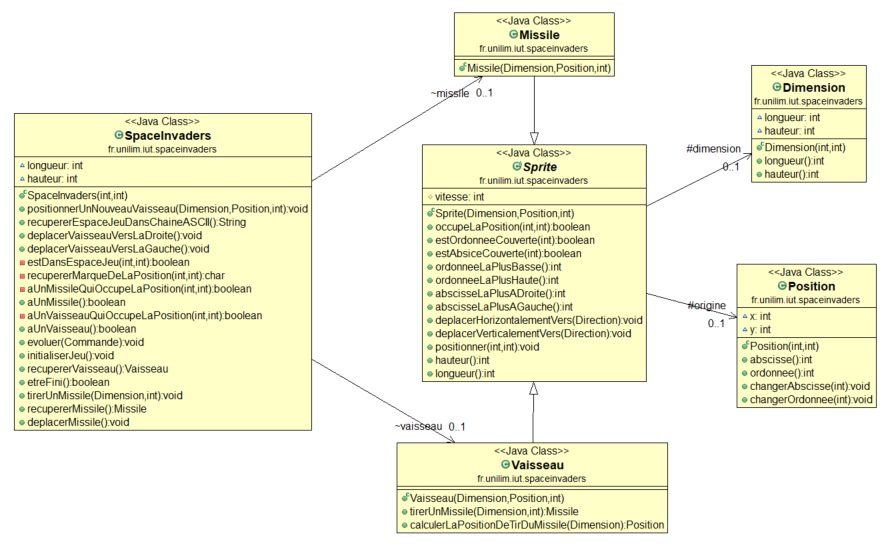 <<Java Class>>
Missile
fr.unilim.iut.spaceinvaders
Missile(Dimension,Position,int)
~missile 0..1
<<Java Class>>
SpaceInvaders
fr.unilim.iut.spaceinvaders
longueur: int
hauteur: int
SpaceInvaders(int,int)
positionnerUnNouveauVaisseau(Dimension,Position,int):void
recupererEspaceJeuDansChaineASCII():String
deplacerVaisseauVersLaDroite():void
deplacerVaisseauVersLaGauche():void
estDansEspaceJeu(int,int):boolean
recupererMarqueDeLaPosition(int,int):char
aUnMissileQuiOccupeLaPosition(int,int):boolean
aUnMissile():boolean
aUnVaisseauQuiOccupeLaPosition(int,int):boolean
aUnVaisseau():boolean
evoluer(Commande):void
initialiserJeu():void
recupererVaisseau():Vaisseau
etreFini():boolean
tirerUnMissile(Dimension,int):void
recupererMissile():Missile
deplacerMissile():void
<<Java Class>>
Sprite
fr.unilim.iut.spaceinvaders
vitesse: int
Sprite(Dimension,Position,int)
occupeLaPosition(int,int):boolean
estOrdonneeCouverte(int):boolean
estAbsiceCouverte(int):boolean
ordonneeLaPlusBasse():int
ordonneeLaPlusHaute():int
abscisseLaPlusADroite():int
abscisseLaPlusAGauche():int
deplacerHorizontalementVers(Direction):void
deplacerVerticalementVers(Direction):void
positionner(int,int):void
hauteur():int
longueur():int
#dimension
0..1
<<Java Class>>
Dimension
fr.unilim.iut.spaceinvaders
longueur: int
hauteur: int
Dimension(int,int)
longueur():int
hauteur():int
#origine
0..1
<<Java Class>>
Position
fr.unilim.iut.spaceinvaders
x: int
y: int
Position(int,int)
abscisse():int
ordonnee():int
changerAbscisse(int):void
changerOrdonnee(int):void
~vaisseau 0..1
<<Java Class>>
Vaisseau
fr.unilim.iut.spaceinvaders
Vaisseau(Dimension,Position,int)
tirerUnMissile(Dimension,int):Missile
calculerLaPositionDeTirDuMissile(Dimension):Position